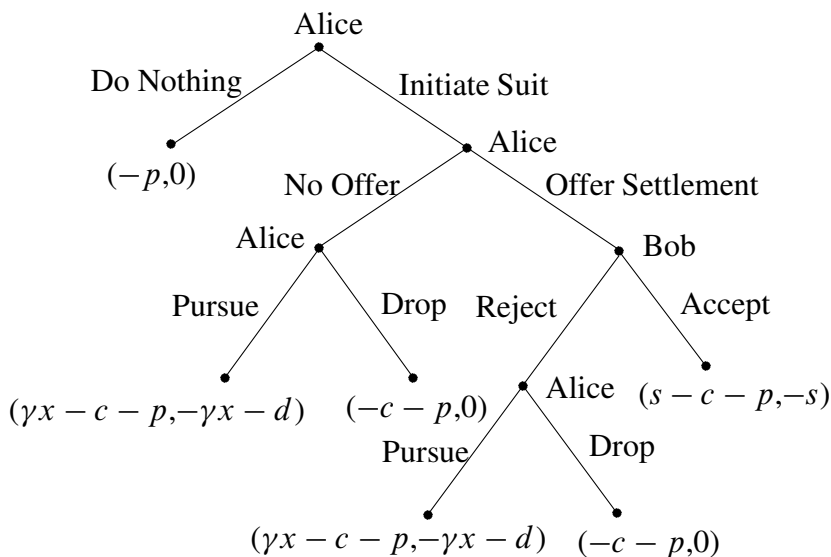 Alice
Do Nothing
Initiate Suit
Alice
(−p,0)
No Offer
Offer Settlement
Alice
Bob
Pursue
Drop
Reject
Accept
(γx − c − p,−γx − d)
(−c − p,0)
Alice
(s − c − p,−s)
Pursue
Drop
(γx − c − p,−γx − d)
(−c − p,0)